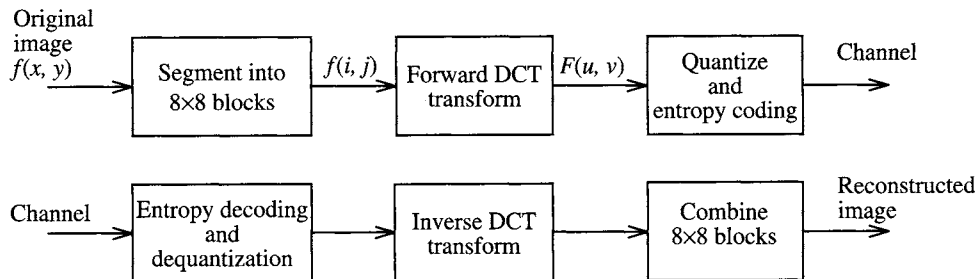 Original
image
f(x, y)
Segment into
8×8 blocks
f(i, j)
Forward DCT
transform
F(u, v)
Quantize
and
entropy coding
Channel
Channel
Entropy decoding
and
dequantization
Inverse DCT
transform
Combine
8×8 blocks
Reconstructed
image